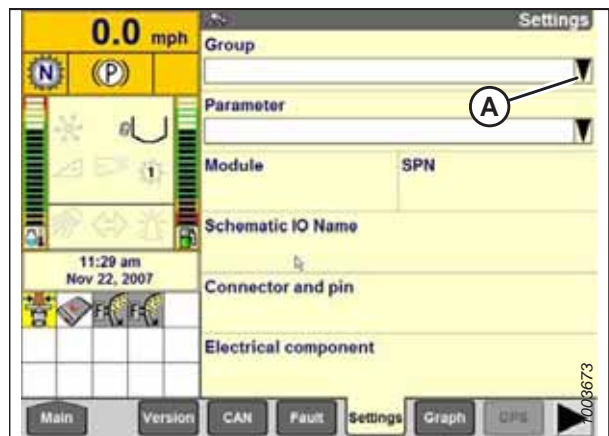 0.0 mph
N (P)
1
11:29 am
Nov 22, 2007
Settings
Group
A
Parameter
Module SPN
Schematic IO Name
Connector and pin
Electrical component
Main Version CAN Fault Settings Graph GPS
1003673